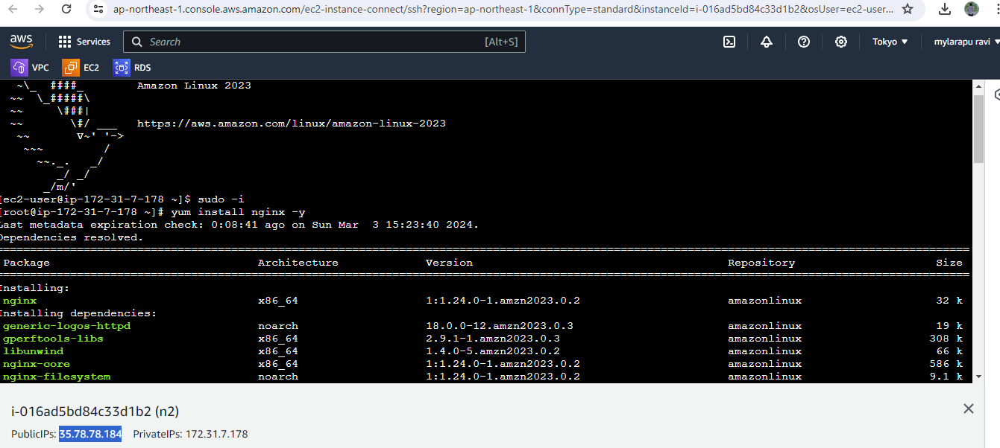 ap-northeast-1.console.aws.amazon.com/ec2-instance-connect/ssh?region=ap-northeast-1&connType=standard&instanceId=i-016ad5bd84c33d1b2&osUser=ec2-user...
aws Services Search [Alt+S] Tokyo ▼ mylarapu ravi ▼
VPC EC2 RDS
~\_ ####_ Amazon Linux 2023
~~ \_#####\
~~ \###|
~~ \#/ ___ https://aws.amazon.com/linux/amazon-linux-2023
~~ V~' '->
~~~ /
~~._. _/
_/ _/
_/m/'
[ec2-user@ip-172-31-7-178 ~]$ sudo -i
[root@ip-172-31-7-178 ~]# yum install nginx -y
Last metadata expiration check: 0:08:41 ago on Sun Mar 3 15:23:40 2024.
Dependencies resolved.
Package Architecture Version Repository Size
Installing:
nginx x86_64 1:1.24.0-1.amzn2023.0.2 amazonlinux 32 k
Installing dependencies:
generic-logos-httpd noarch 18.0.0-12.amzn2023.0.3 amazonlinux 19 k
gperftools-libs x86_64 2.9.1-1.amzn2023.0.3 amazonlinux 308 k
libunwind x86_64 1.4.0-5.amzn2023.0.2 amazonlinux 66 k
nginx-core x86_64 1:1.24.0-1.amzn2023.0.2 amazonlinux 586 k
nginx-filesystem noarch 1:1.24.0-1.amzn2023.0.2 amazonlinux 9.1 k
i-016ad5bd84c33d1b2 (n2)
PublicIPs: 35.78.78.184 PrivateIPs: 172.31.7.178